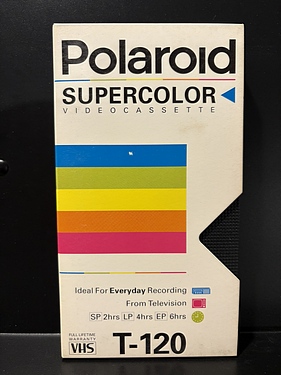 Polaroid
SUPERCOLOR
VIDEOCASSETTE
Ideal For Everyday Recording
From Television
SP 2hrs LP 4hrs EP 6hrs
FULL LIFETIME
WARRANTY
VHS T-120